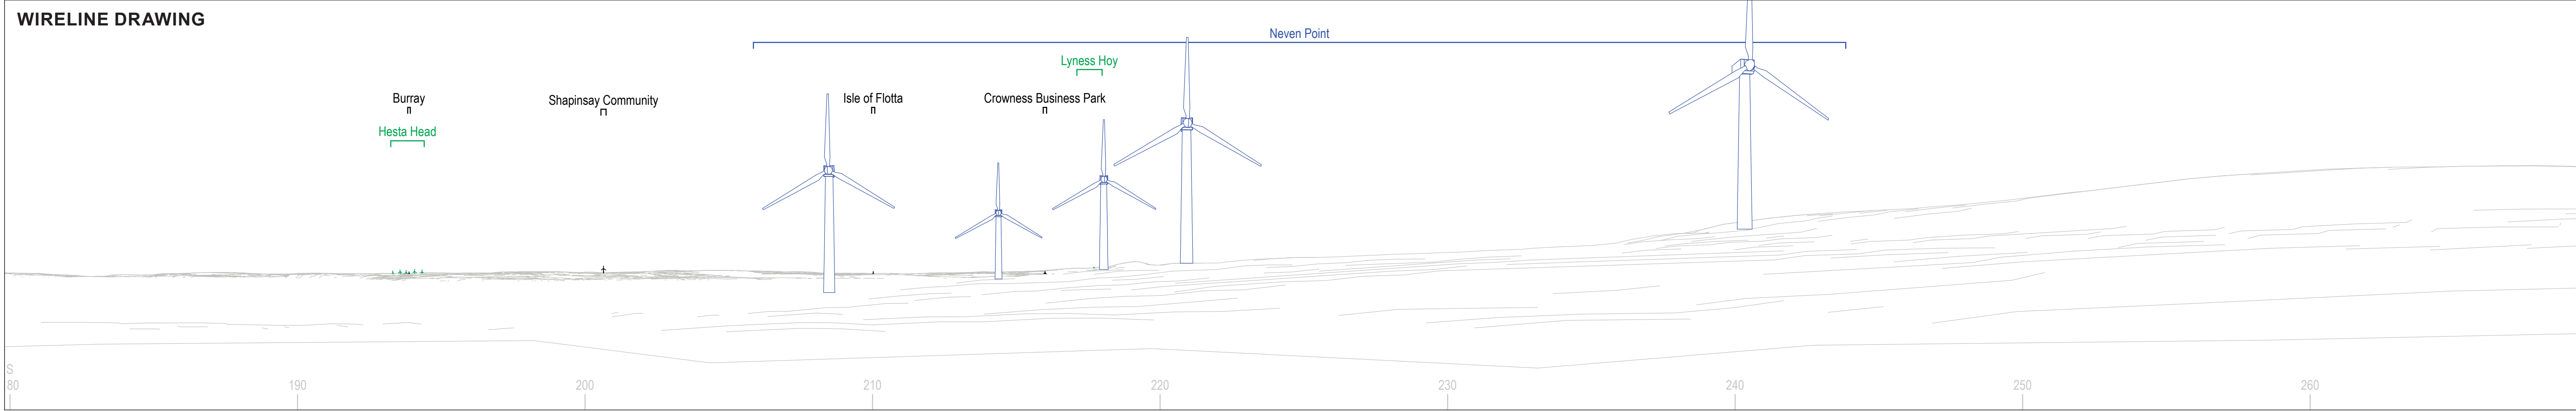 WIRELINE DRAWING
Neven Point
Lyness Hoy
Burray
Shapinsay Community
Isle of Flotta
Crowness Business Park
Hesta Head
S
80
190
200
210
220
230
240
250
260